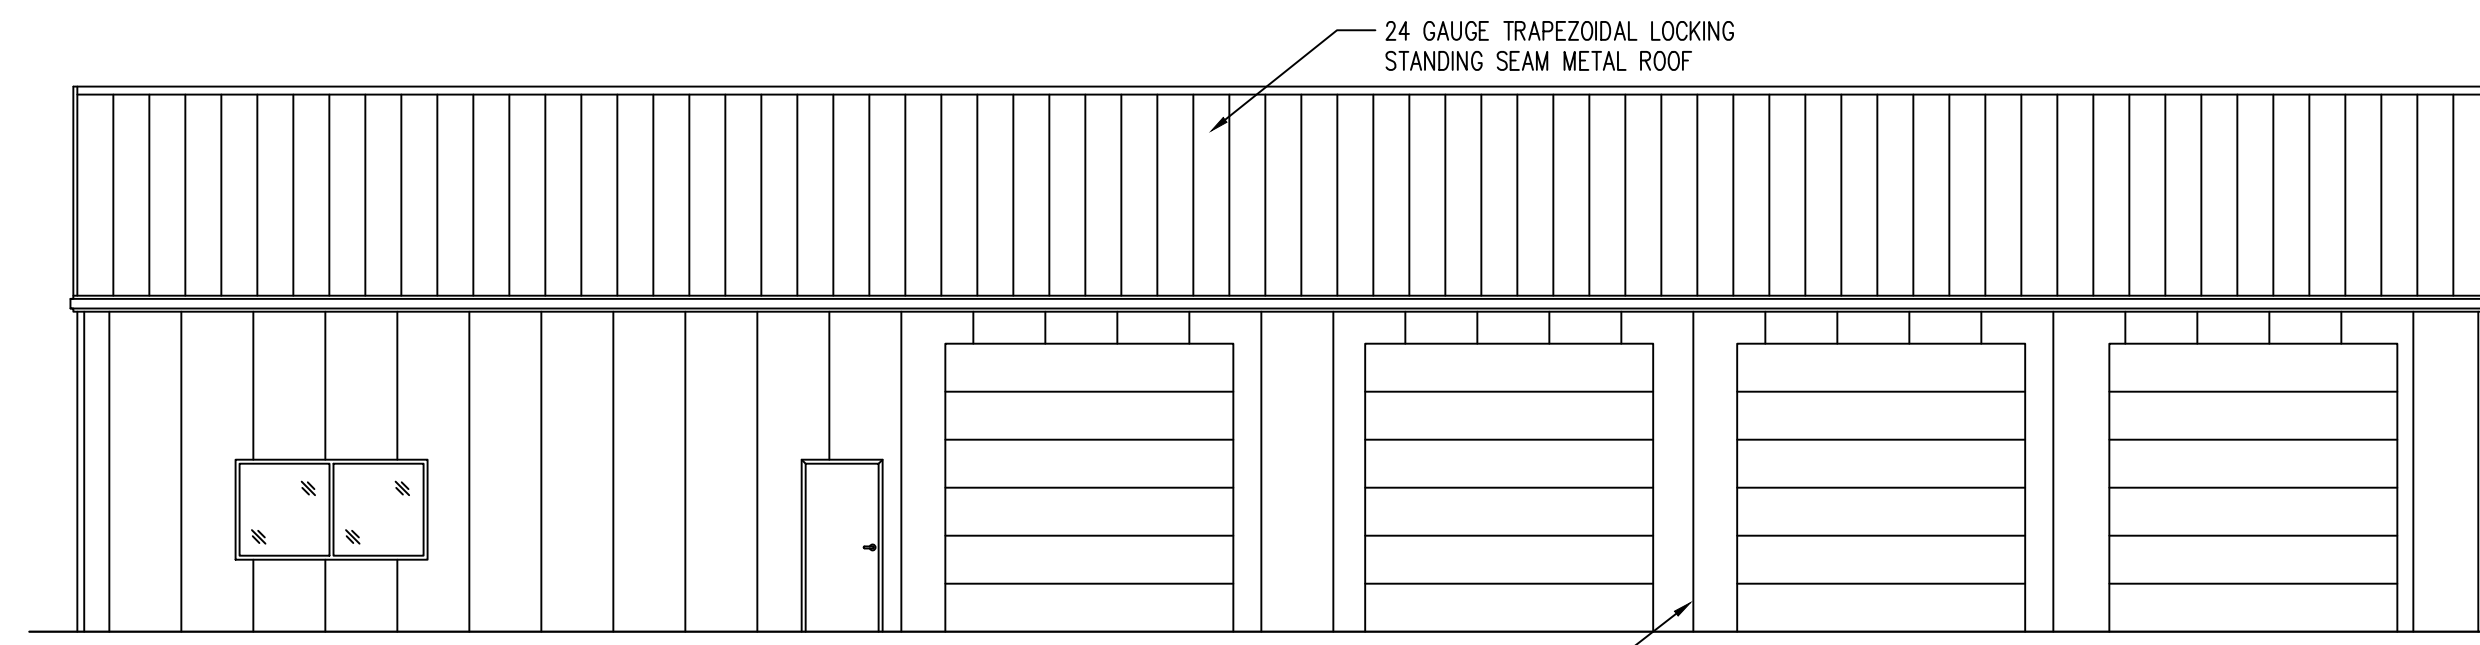 24 GAUGE TRAPEZOIDAL LOCKING
STANDING SEAM METAL ROOF